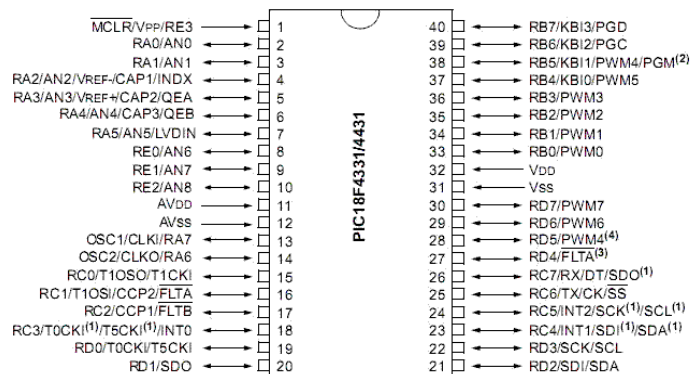 MCLR/VPP/RE3 1
RA0/AN0 2
RA1/AN1 3
RA2/AN2/VREF-/CAP1/INDX 4
RA3/AN3/VREF+/CAP2/QEA 5
RA4/AN4/CAP3/QEB 6
RA5/AN5/LVDIN 7
RE0/AN6 8
RE1/AN7 9
RE2/AN8 10
AVDD 11
AVSS 12
OSC1/CLKI/RA7 13
OSC2/CLKO/RA6 14
RC0/T1OSO/T1CKI 15
RC1/T1OSI/CCP2/FLTA 16
RC2/CCP1/FLTB 17
RC3/T0CKI(1)/T5CKI(1)/INT0 18
RD0/T0CKI/T5CKI 19
RD1/SDO 20
PIC18F4331/4431
40 RB7/KBI3/PGD
39 RB6/KBI2/PGC
38 RB5/KBI1/PWM4/PGM(2)
37 RB4/KBI0/PWM5
36 RB3/PWM3
35 RB2/PWM2
34 RB1/PWM1
33 RB0/PWM0
32 VDD
31 VSS
30 RD7/PWM7
29 RD6/PWM6
28 RD5/PWM4(4)
27 RD4/FLTA(3)
26 RC7/RX/DT/SDO(1)
25 RC6/TX/CK/SS
24 RC5/INT2/SCK(1)/SCL(1)
23 RC4/INT1/SDI(1)/SDA(1)
22 RD3/SCK/SCL
21 RD2/SDI/SDA